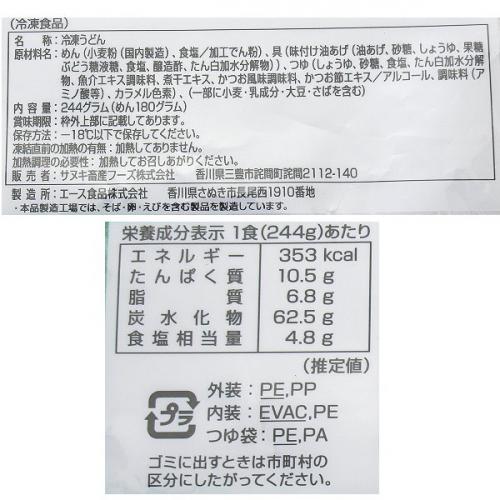 (冷凍食品)
名　　称：冷凍うどん
原材料名：めん（小麦粉（国内製造）、食塩／加工でん粉）、具（味付け油あげ（油あげ、砂糖、しょうゆ、果糖
ぶどう糖液糖、食塩、醸造酢、たん白加水分解物））、つゆ（しょうゆ、砂糖、食塩、たん白加水分解
物、魚介エキス調味料、煮干エキス、かつお風味調味料、かつお節エキス／アルコール、調味料（ア
ミノ酸等）、カラメル色素）、（一部に小麦・乳成分・大豆・さばを含む）
内 容 量：244グラム（めん180グラム）
賞味期限：枠外上部に記載してあります。
保存方法：−18℃以下で保存してください。
凍結直前の加熱の有無：加熱してありません。
加熱調理の必要性：加熱してお召しあがりください。
販 売 者：サヌキ畜産フーズ株式会社　香川県三豊市詫間町詫間2112-140
製 造 所：エース食品株式会社　香川県さぬき市長尾西1910番地
・本品製造工場では、そば・卵・えびを含む製品を製造しています。
栄養成分表示 1食(244g)あたり
エネルギー 353 kcal
たんぱく質 10.5 g
脂質 6.8 g
炭水化物 62.5 g
食塩相当量 4.8 g
(推定値)
プラ
外装：PE,PP
内装：EVAC,PE
つゆ袋：PE,PA
ゴミに出すときは市町村の
区分にしたがってください。